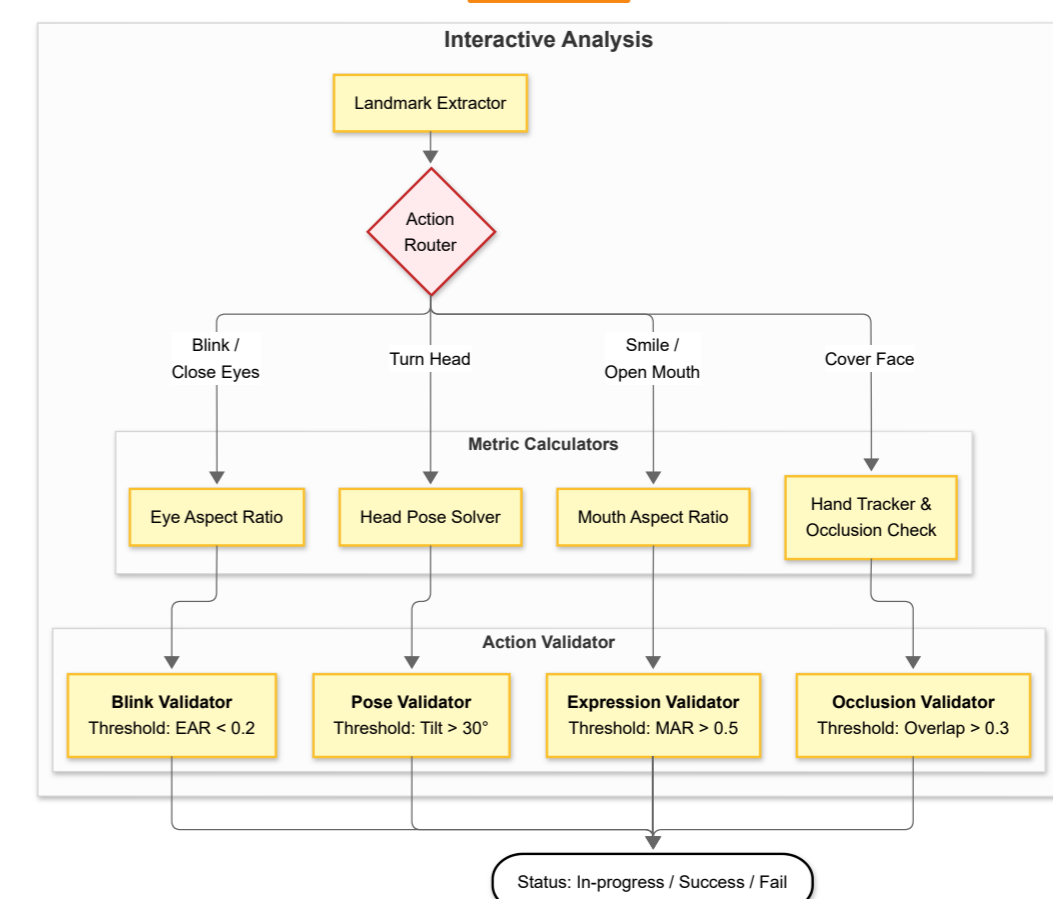 Interactive Analysis
Landmark Extractor
Action
Router
Blink /
Close Eyes
Turn Head
Smile /
Open Mouth
Cover Face
Metric Calculators
Eye Aspect Ratio
Head Pose Solver
Mouth Aspect Ratio
Hand Tracker &
Occlusion Check
Action Validator
Blink Validator
Threshold: EAR < 0.2
Pose Validator
Threshold: Tilt > 30°
Expression Validator
Threshold: MAR > 0.5
Occlusion Validator
Threshold: Overlap > 0.3
Status: In-progress / Success / Fail